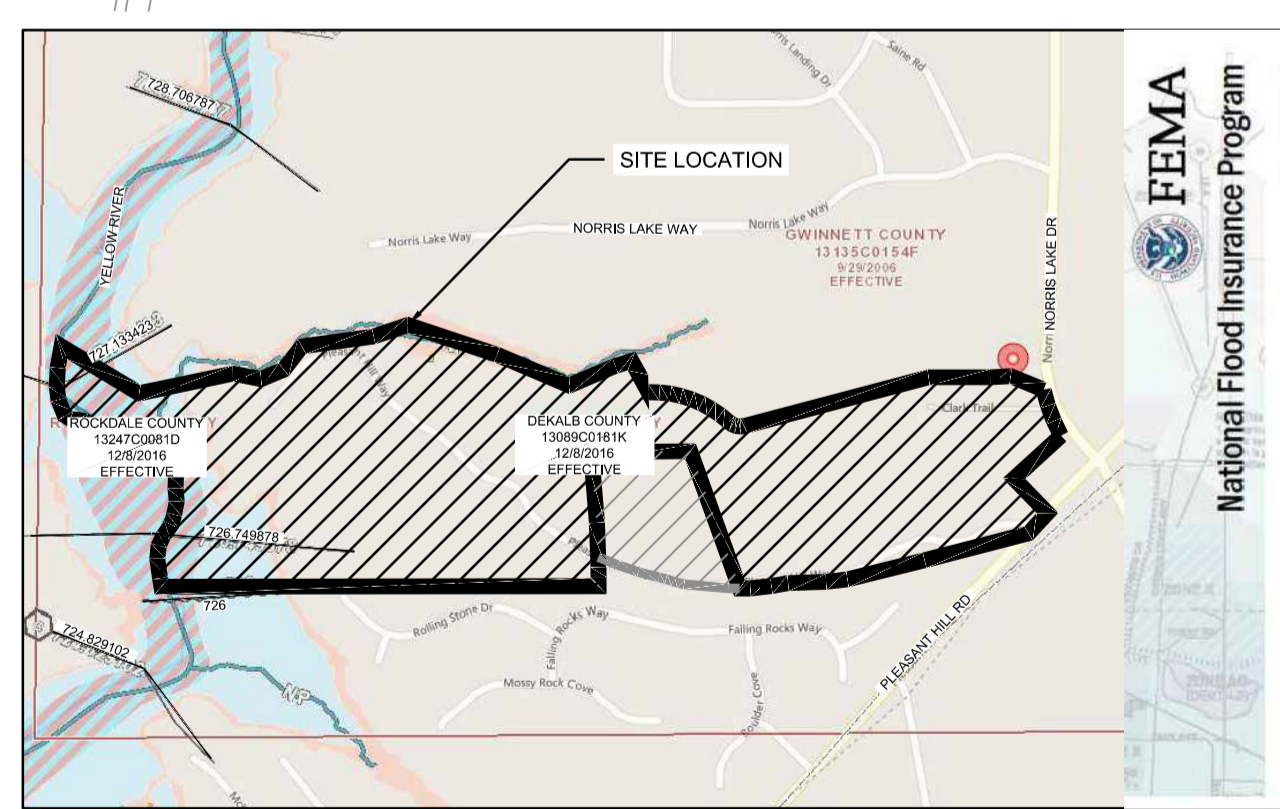 728.706787
YELLOW RIVER
SITE LOCATION
Norris Landing Dr
Saine Rd
Norris Lake Way
NORRIS LAKE WAY
Norris Lake Way
GWINNETT COUNTY
13135C0154F
9/29/2006
EFFECTIVE
NORRIS LAKE DR
727.133423
ROCKDALE COUNTY
13247C0081D
12/8/2016
EFFECTIVE
DEKALB COUNTY
13089C0181K
12/8/2016
EFFECTIVE
Clark Trail
726.749878
726
724.829102
Rolling Stone Dr
Falling Rocks Way
Falling Rocks Way
Mossy Rock Cove
Boulder Cove
PLEASANT HILL RD
NP
FEMA
National Flood Insurance Program